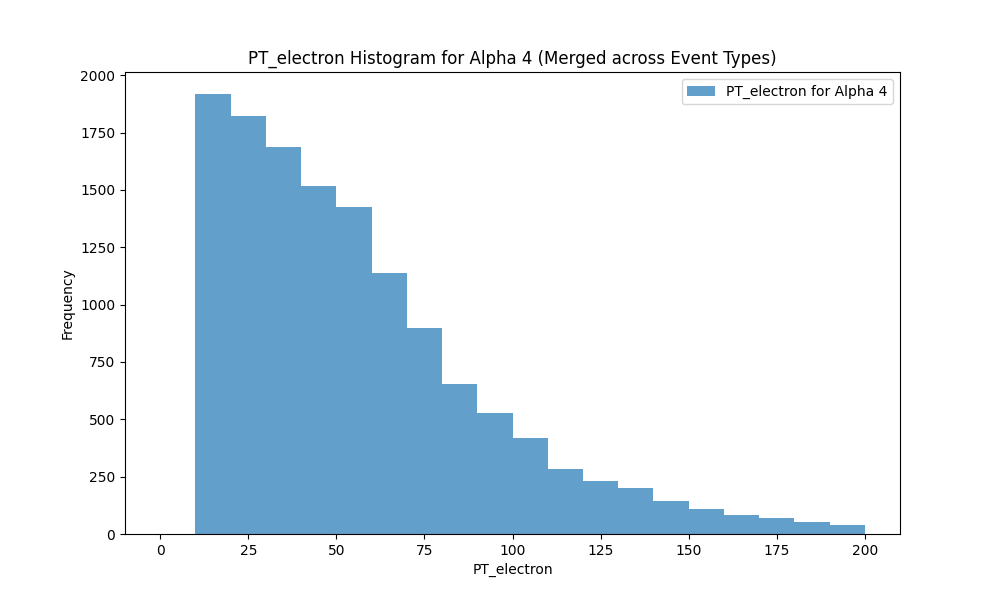 PT_electron Histogram for Alpha 4 (Merged across Event Types)
PT_electron for Alpha 4
2000
1750
1500
1250
1000
750
500
250
0
Frequency
0 25 50 75 100 125 150 175 200
PT_electron